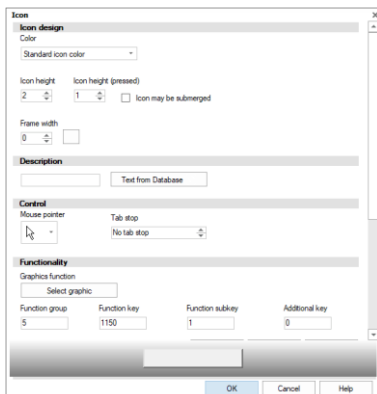 Icon
Icon design
Color
Standard icon color
Icon height Icon height (pressed)
2 1 Icon may be submerged
Frame width
0
Description
Text from Database
Control
Mouse pointer Tab stop
No tab stop
Functionality
Graphics function
Select graphic
Function group Function key Function subkey Additional key
5 1150 1 0
OK Cancel Help